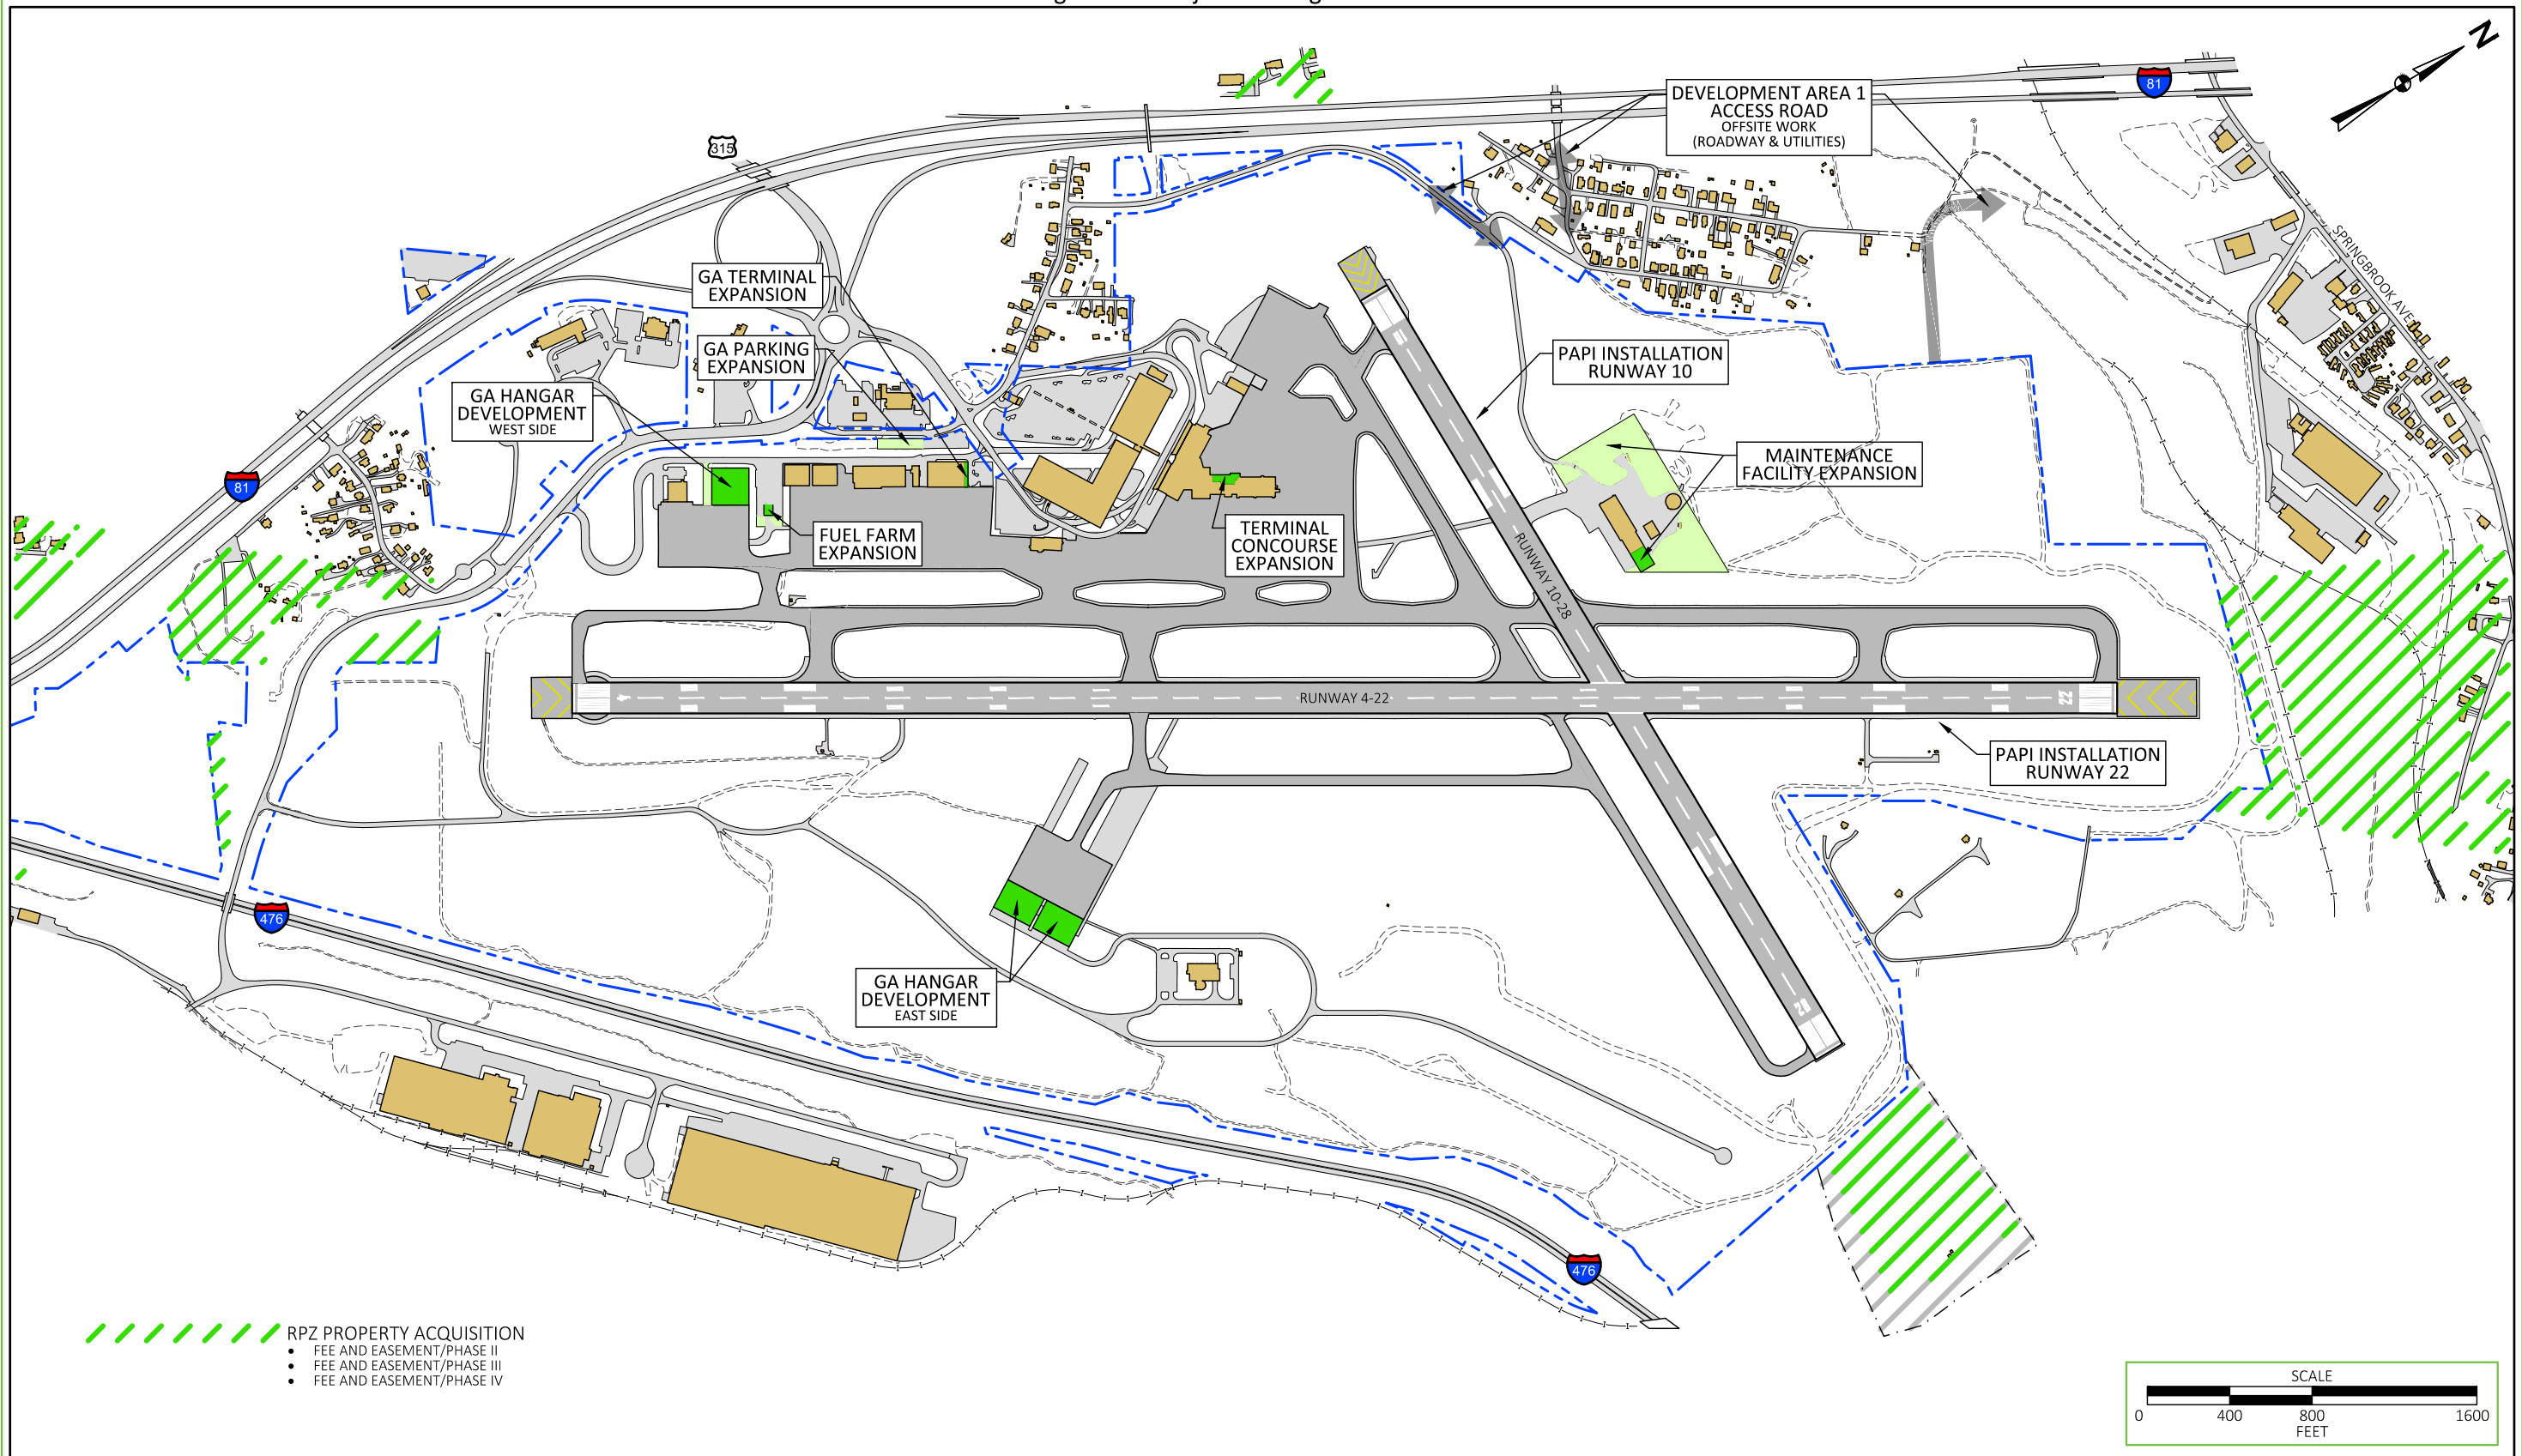 N
81
DEVELOPMENT AREA 1
ACCESS ROAD
OFFSITE WORK
(ROADWAY & UTILITIES)
315
SPRINGBROOK AVE
GA TERMINAL
EXPANSION
GA PARKING
EXPANSION
PAPI INSTALLATION
RUNWAY 10
GA HANGAR
DEVELOPMENT
WEST SIDE
MAINTENANCE
FACILITY EXPANSION
81
FUEL FARM
EXPANSION
TERMINAL
CONCOURSE
EXPANSION
RUNWAY 10-28
RUNWAY 4-22
4
22
PAPI INSTALLATION
RUNWAY 22
476
GA HANGAR
DEVELOPMENT
EAST SIDE
28
476
RPZ PROPERTY ACQUISITION
• FEE AND EASEMENT/PHASE II
• FEE AND EASEMENT/PHASE III
• FEE AND EASEMENT/PHASE IV
SCALE
0 400 800 1600
FEET